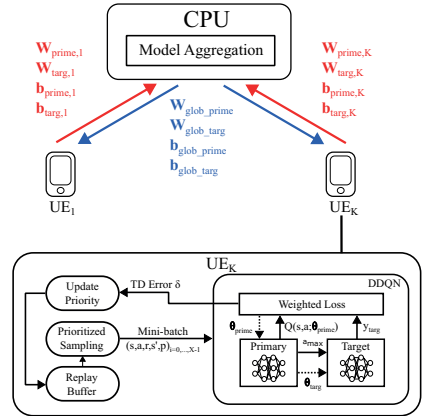 CPU
Model Aggregation
W_prime,1
W_targ,1
b_prime,1
b_targ,1
W_glob_prime
W_glob_targ
b_glob_prime
b_glob_targ
W_prime,K
W_targ,K
b_prime,K
b_targ,K
UE_1
UE_K
UE_K
DDQN
Update
Priority
TD Error δ
Weighted Loss
Prioritized
Sampling
Mini-batch
(s,a,r,s',p)_i=0,...,X-1
Replay
Buffer
θ_prime
Q(s,a;θ_prime)
y_targ
Primary
a_max
Target
θ_targ